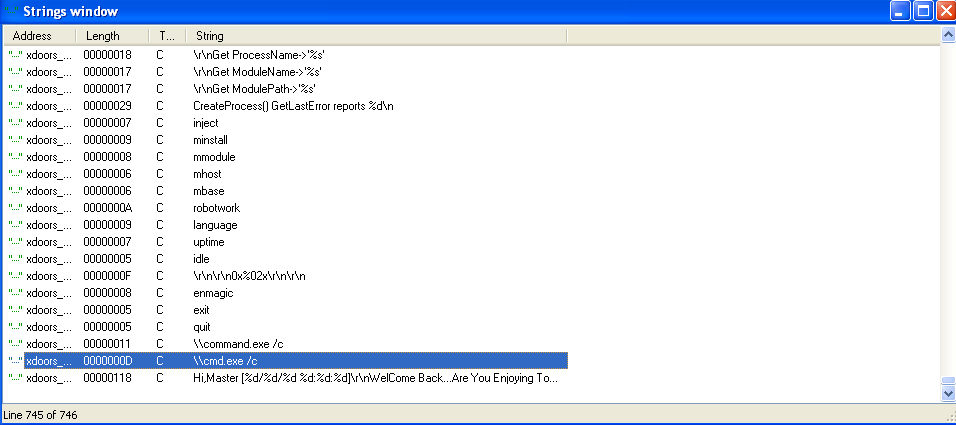 Strings window
Address Length T... String
"..." xdoors_... 00000018 C \r\nGet ProcessName->'%s'
"..." xdoors_... 00000017 C \r\nGet ModuleName->'%s'
"..." xdoors_... 00000017 C \r\nGet ModulePath->'%s'
"..." xdoors_... 00000029 C CreateProcess() GetLastError reports %d\n
"..." xdoors_... 00000007 C inject
"..." xdoors_... 00000009 C minstall
"..." xdoors_... 00000008 C mmodule
"..." xdoors_... 00000006 C mhost
"..." xdoors_... 00000006 C mbase
"..." xdoors_... 0000000A C robotwork
"..." xdoors_... 00000009 C language
"..." xdoors_... 00000007 C uptime
"..." xdoors_... 00000005 C idle
"..." xdoors_... 0000000F C \r\n\r\n0x%02x\r\n\r\n
"..." xdoors_... 00000008 C enmagic
"..." xdoors_... 00000005 C exit
"..." xdoors_... 00000005 C quit
"..." xdoors_... 00000011 C \\command.exe /c
"..." xdoors_... 0000000D C \\cmd.exe /c
"..." xdoors_... 00000118 C Hi,Master [%d/%d/%d %d:%d:%d]\r\nWelCome Back...Are You Enjoying To...
Line 745 of 746